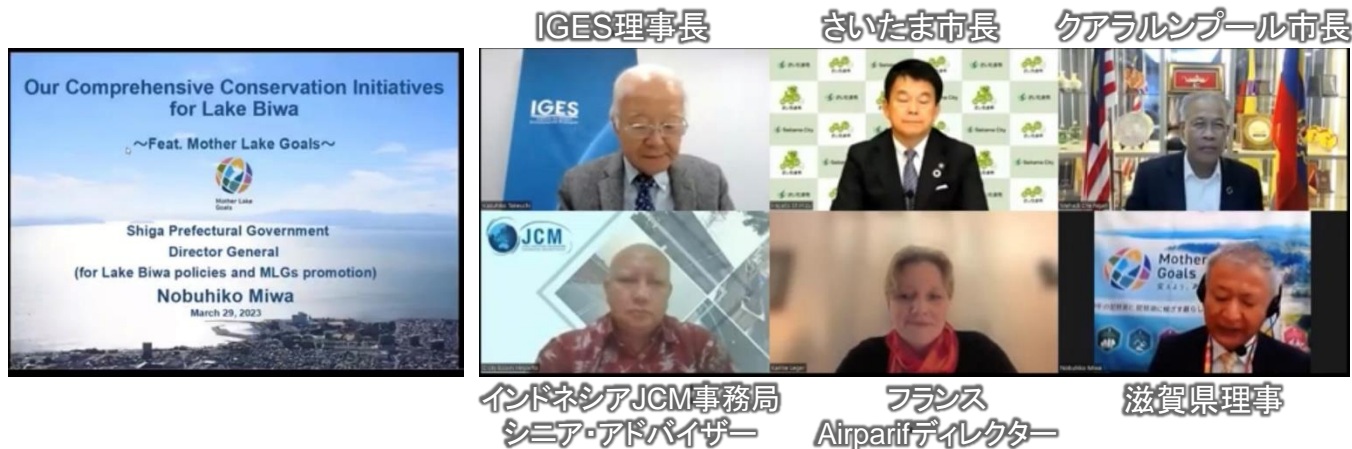 IGES理事長
さいたま市長
クアラルンプール市長
Our Comprehensive Conservation Initiatives
for Lake Biwa
～Feat. Mother Lake Goals～
Mother Lake
Goals
Shiga Prefectural Government
Director General
(for Lake Biwa policies and MLGs promotion)
Nobuhiko Miwa
March 29, 2023
IGES
Saitama City
JCM
Mother
Goals
Nobuhiko Miwa
インドネシアJCM事務局
シニア・アドバイザー
フランス
Airparifディレクター
滋賀県理事